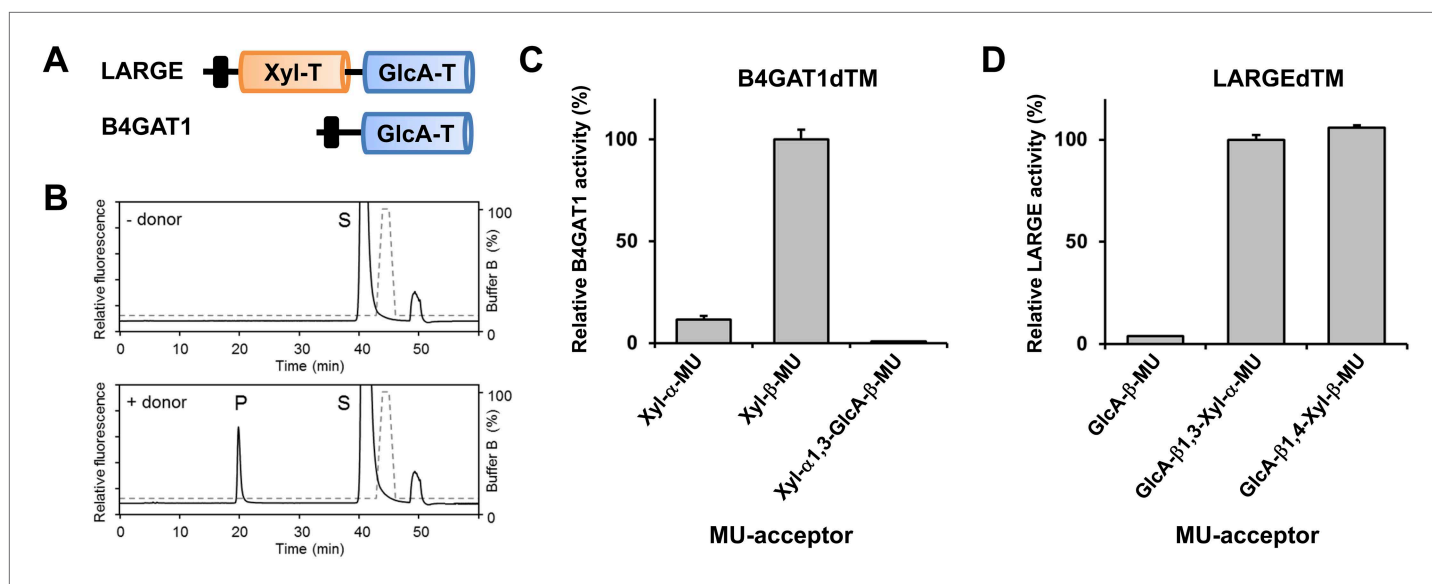 A
LARGE
Xyl-T
GlcA-T
B4GAT1
GlcA-T
B
Relative fluorescence
- donor
S
100
0
Buffer B (%)
0 10 20 30 40 50
Time (min)
Relative fluorescence
+ donor
P
S
100
0
Buffer B (%)
0 10 20 30 40 50
Time (min)
C
B4GAT1dTM
Relative B4GAT1 activity (%)
100
50
0
Xyl-α-MU
Xyl-β-MU
Xyl-α1,3-GlcA-β-MU
MU-acceptor
D
LARGEdTM
Relative LARGE activity (%)
100
50
0
GlcA-β-MU
GlcA-β1,3-Xyl-α-MU
GlcA-β1,4-Xyl-β-MU
MU-acceptor